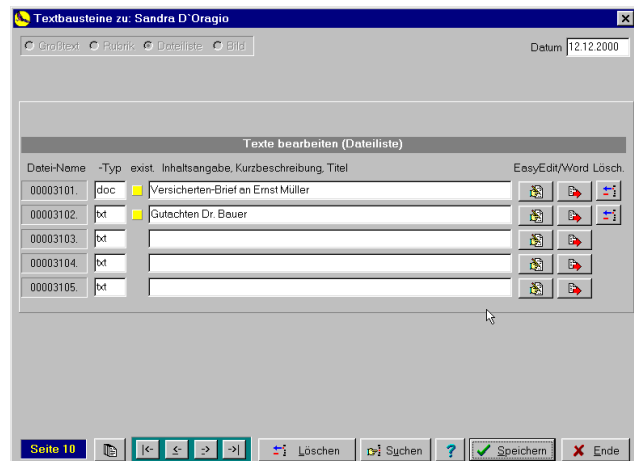 Textbausteine zu: Sandra D`Oragio
Großtext Rubrik Dateiliste Bild
Datum 12.12.2000
Texte bearbeiten (Dateiliste)
Datei-Name -Typ exist. Inhaltsangabe, Kurzbeschreibung, Titel EasyEdit/Word Lösch.
00003101. doc Versicherten-Brief an Ernst Müller
00003102. txt Gutachten Dr. Bauer
00003103. txt
00003104. txt
00003105. txt
Seite 10 |<- <- -> ->| Löschen Suchen ? Speichern Ende